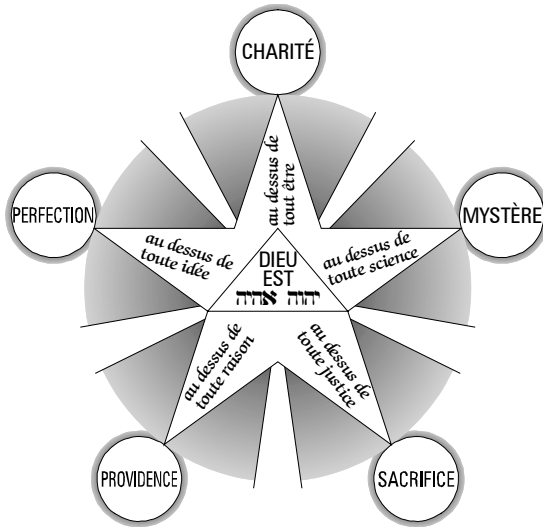 CHARITÉ
au dessus de
tout être
PERFECTION
MYSTÈRE
au dessus de
toute idée
au dessus de
toute science
DIEU
EST
יהוה אהיה
au dessus de
toute raison
au dessus de
toute justice
PROVIDENCE
SACRIFICE